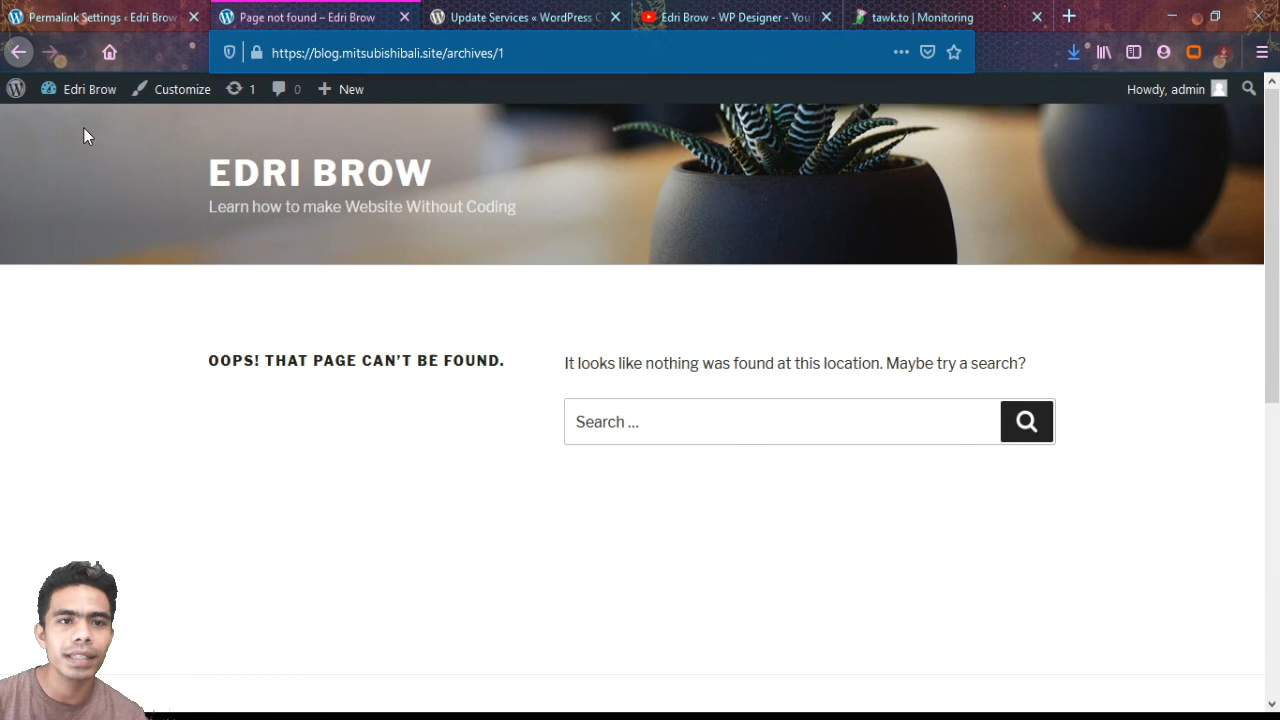 Permalink Settings ‹ Edri Brow
Page not found – Edri Brow
Update Services « WordPress C
Edri Brow - WP Designer - You
tawk.to | Monitoring
https://blog.mitsubishibali.site/archives/1
Edri Brow
Customize
1
0
New
Howdy, admin
EDRI BROW
Learn how to make Website Without Coding
OOPS! THAT PAGE CAN’T BE FOUND.
It looks like nothing was found at this location. Maybe try a search?
Search …